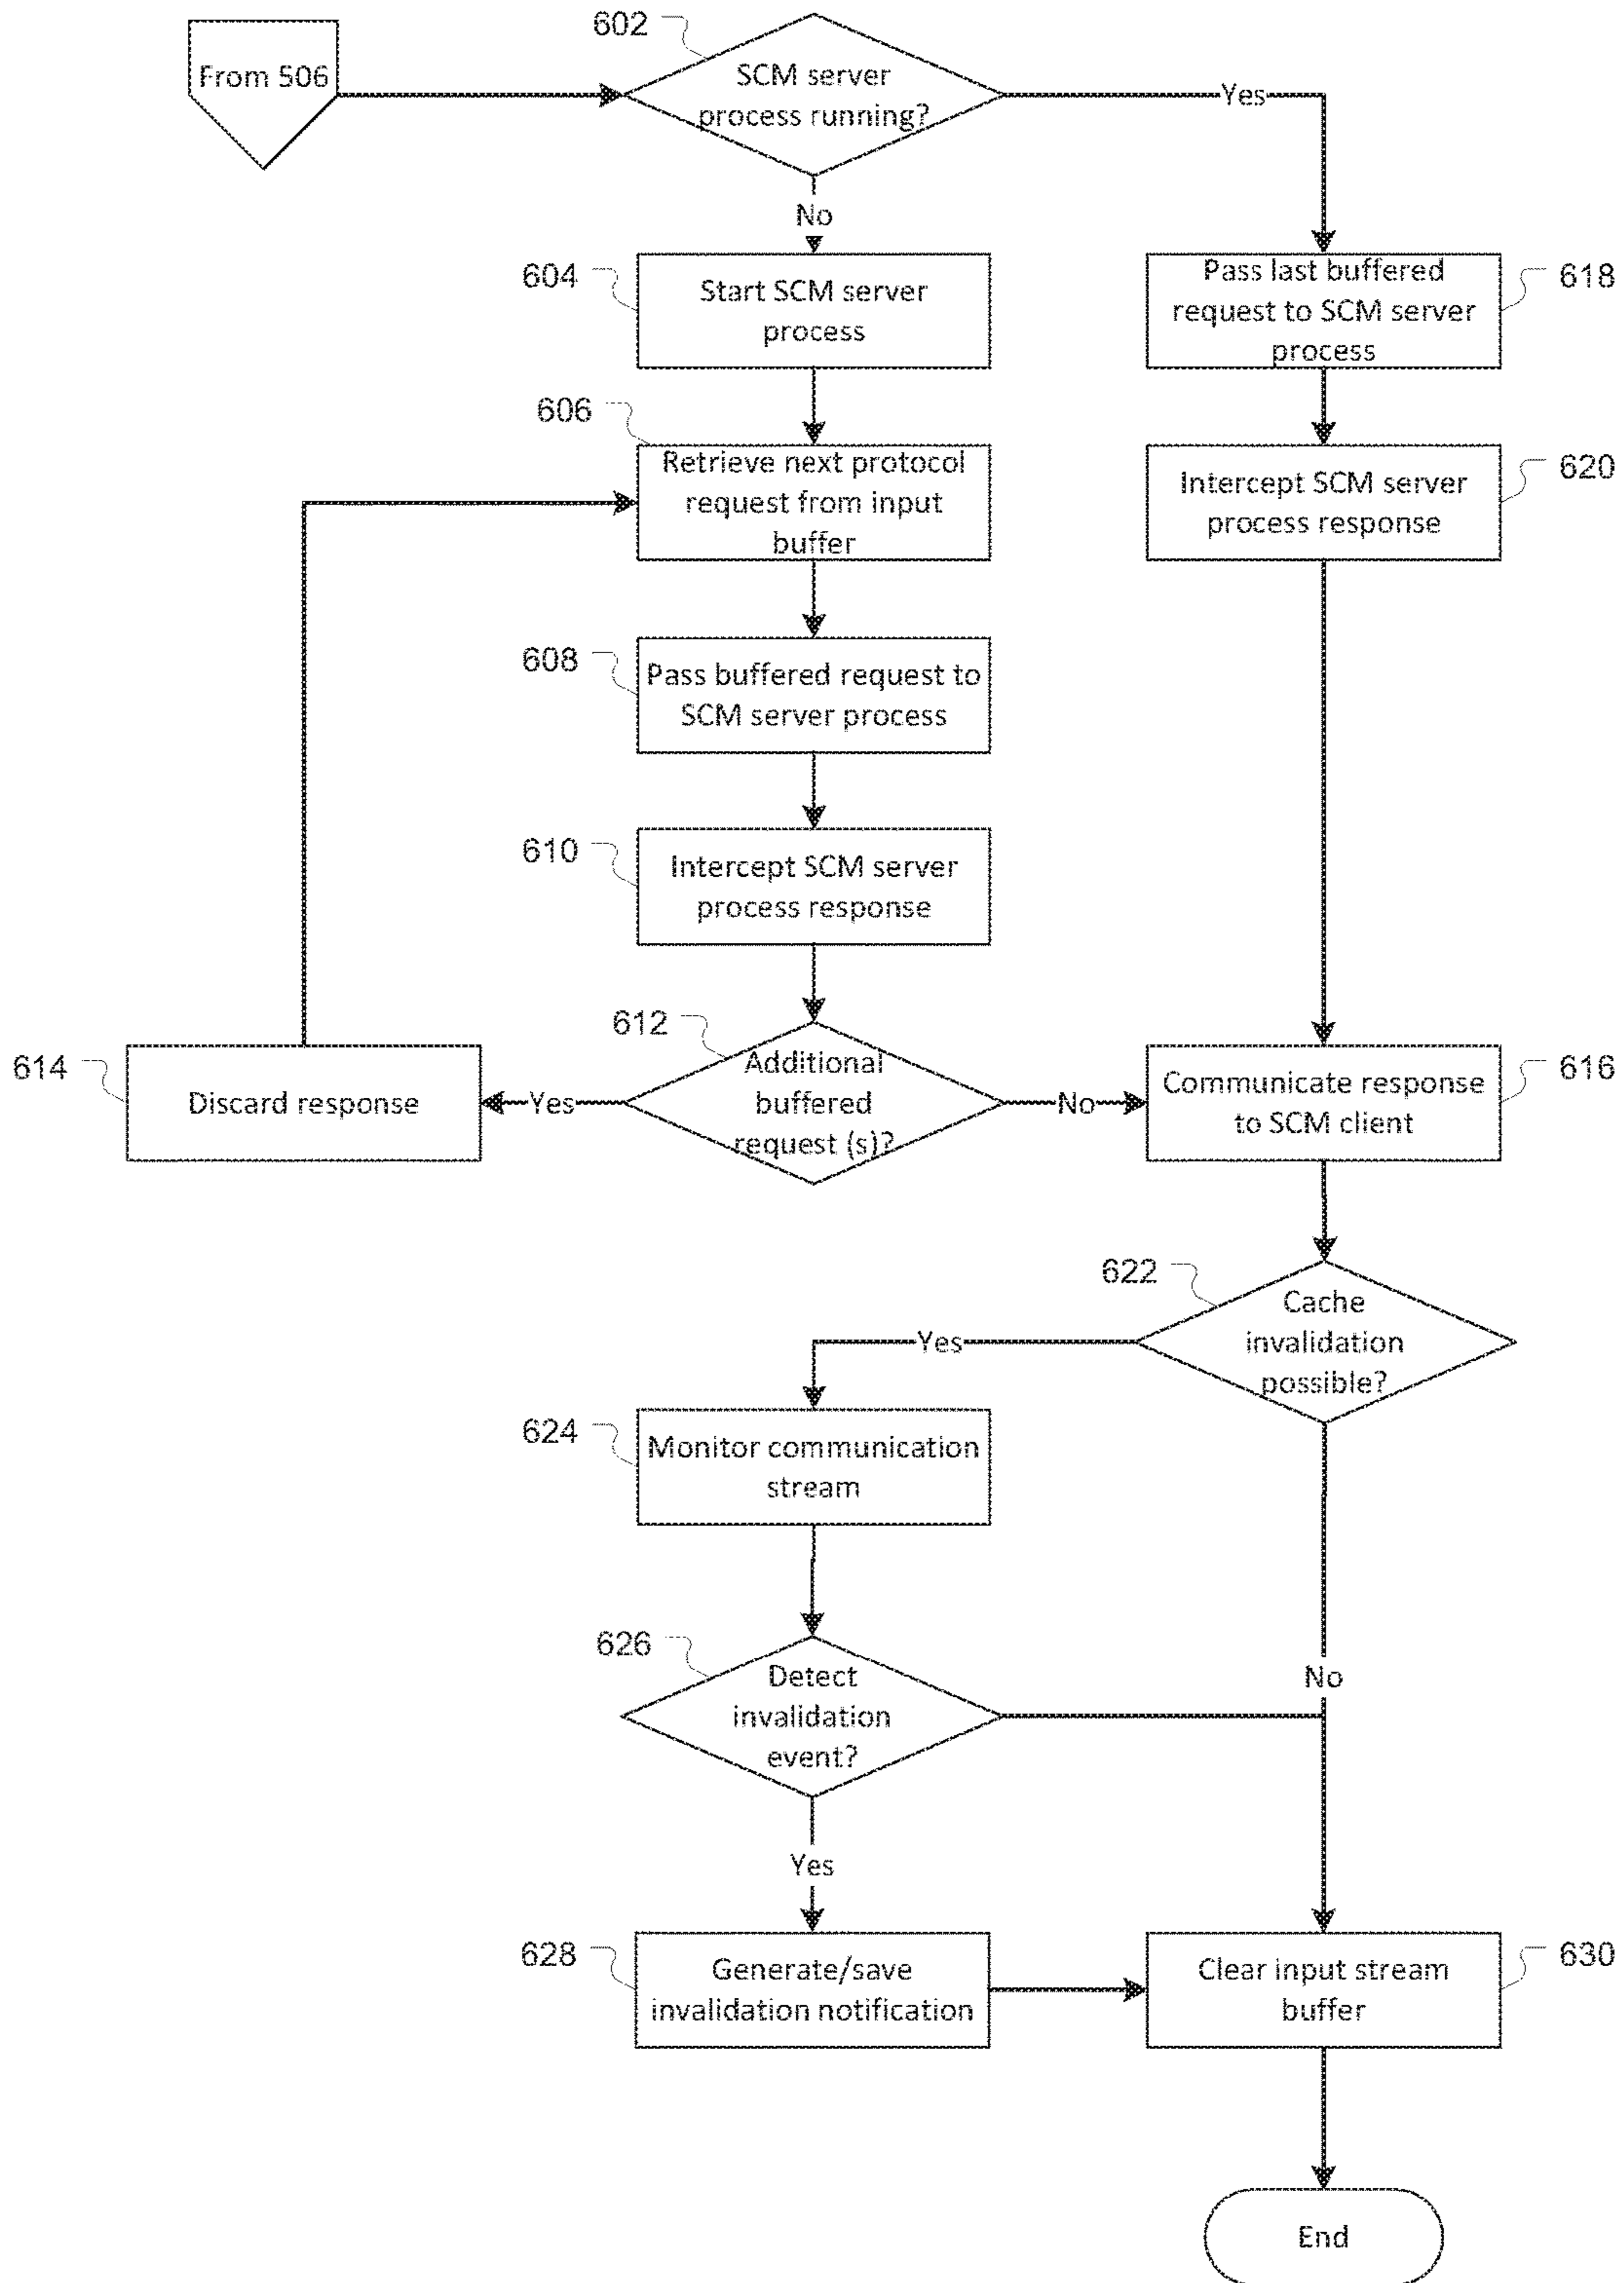 From 506
602
SCM server
process running?
Yes
No
604
Start SCM server
process
Pass last buffered
request to SCM server
process
618
606
Retrieve next protocol
request from input
buffer
Intercept SCM server
process response
620
608
Pass buffered request to
SCM server process
610
Intercept SCM server
process response
612
Additional
buffered
request (s)?
614
Discard response
Yes
No
Communicate response
to SCM client
616
622
Cache
invalidation
possible?
Yes
624
Monitor communication
stream
626
Detect
invalidation
event?
No
Yes
628
Generate/save
invalidation notification
Clear input stream
buffer
630
End